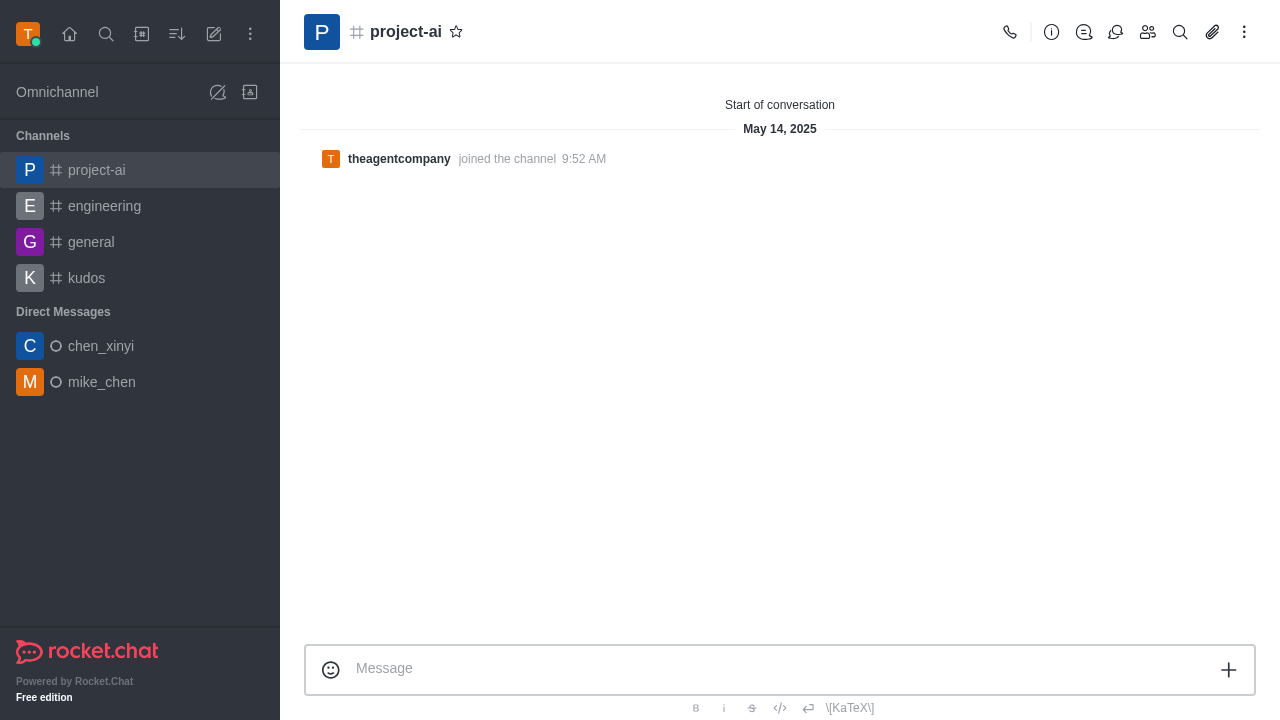 T
Omnichannel
Channels
P project-ai
E engineering
G general
K kudos
Direct Messages
C chen_xinyi
M mike_chen
rocket.chat
Powered by Rocket.Chat
Free edition
P project-ai
Start of conversation
May 14, 2025
T theagentcompany joined the channel 9:52 AM
Message
B i S \[KaTeX\]